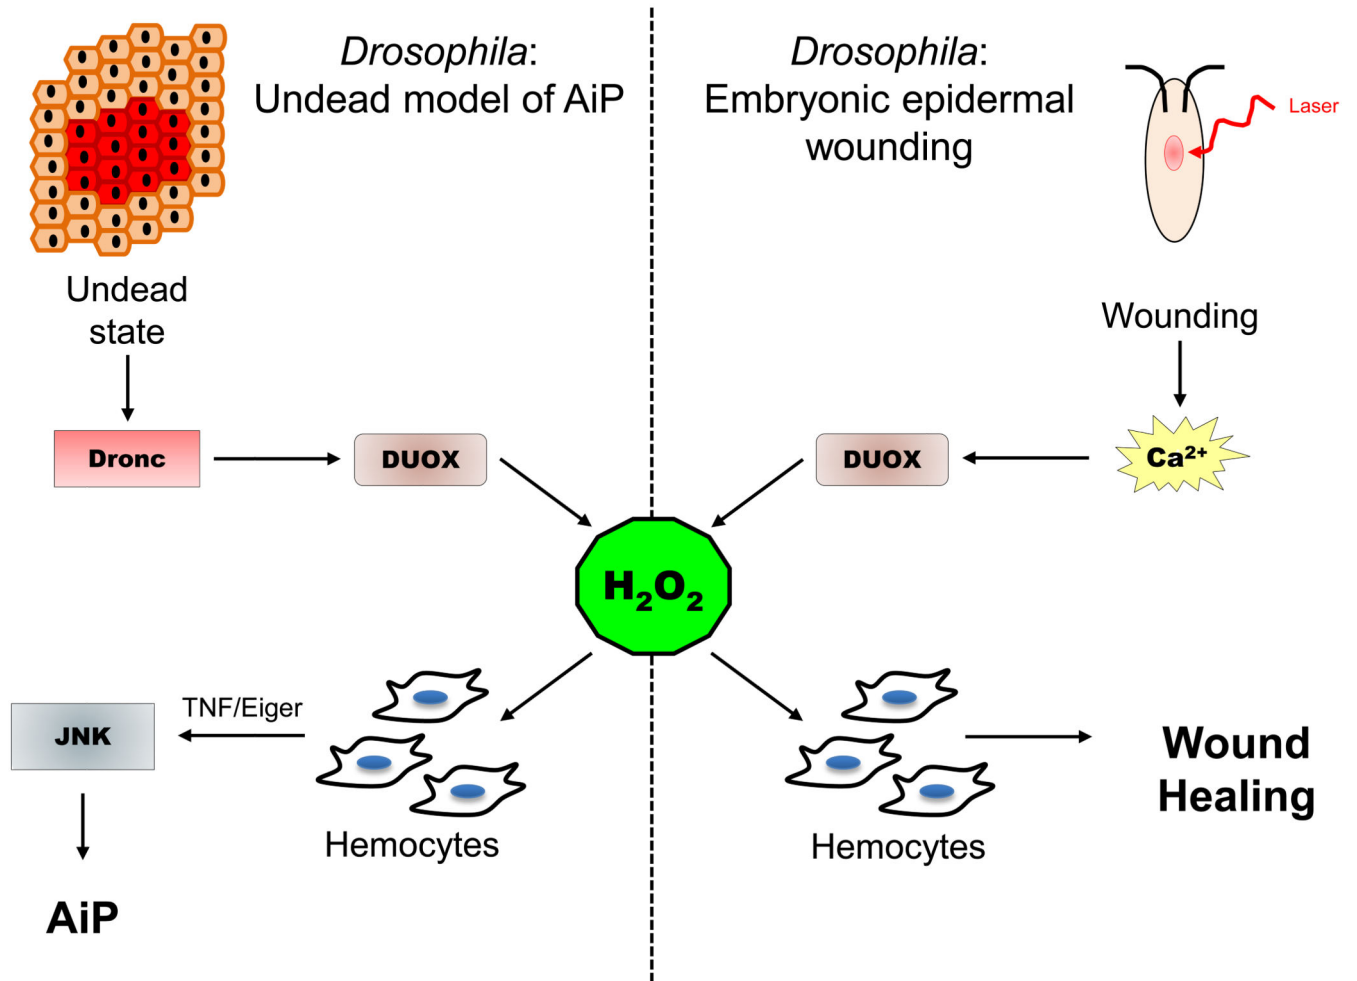 Drosophila:
Undead model of AiP
Undead
state
Dronc
DUOX
H₂O₂
TNF/Eiger
JNK
Hemocytes
AiP
Drosophila:
Embryonic epidermal
wounding
Laser
Wounding
Ca²⁺
DUOX
Hemocytes
Wound
Healing